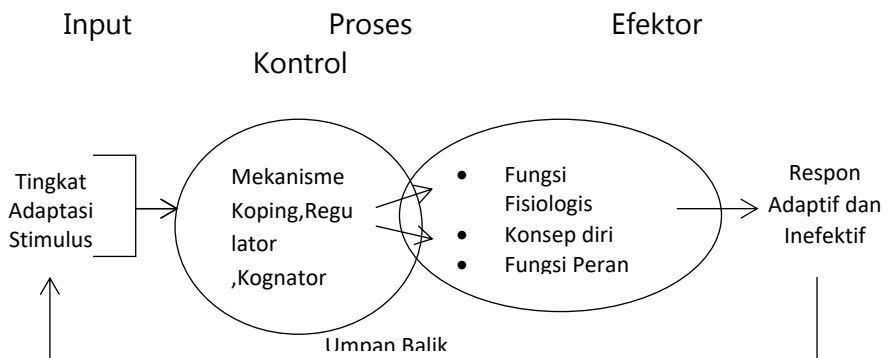 Input Proses Efektor
Kontrol
Tingkat
Adaptasi
Stimulus
Mekanisme
Koping,Regu
lator
,Kognator
• Fungsi
Fisiologis
• Konsep diri
• Fungsi Peran
Respon
Adaptif dan
Inefektif
Umpan Balik